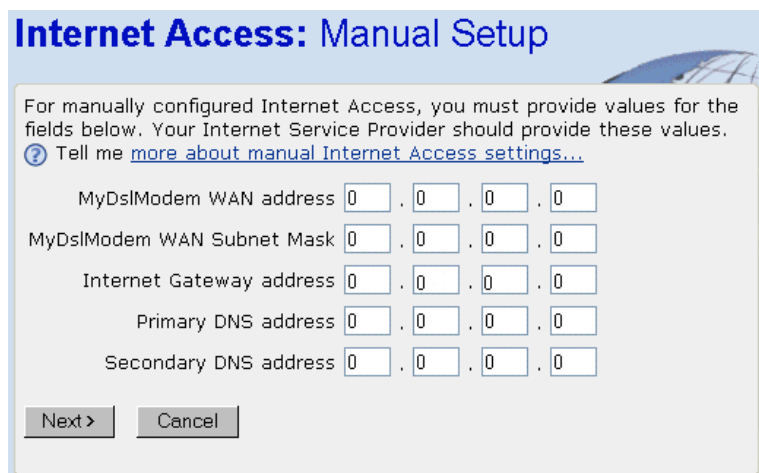 Internet Access: Manual Setup
For manually configured Internet Access, you must provide values for the
fields below. Your Internet Service Provider should provide these values.
? Tell me more about manual Internet Access settings...
MyDslModem WAN address 0 . 0 . 0 . 0
MyDslModem WAN Subnet Mask 0 . 0 . 0 . 0
Internet Gateway address 0 . 0 . 0 . 0
Primary DNS address 0 . 0 . 0 . 0
Secondary DNS address 0 . 0 . 0 . 0
Next > Cancel